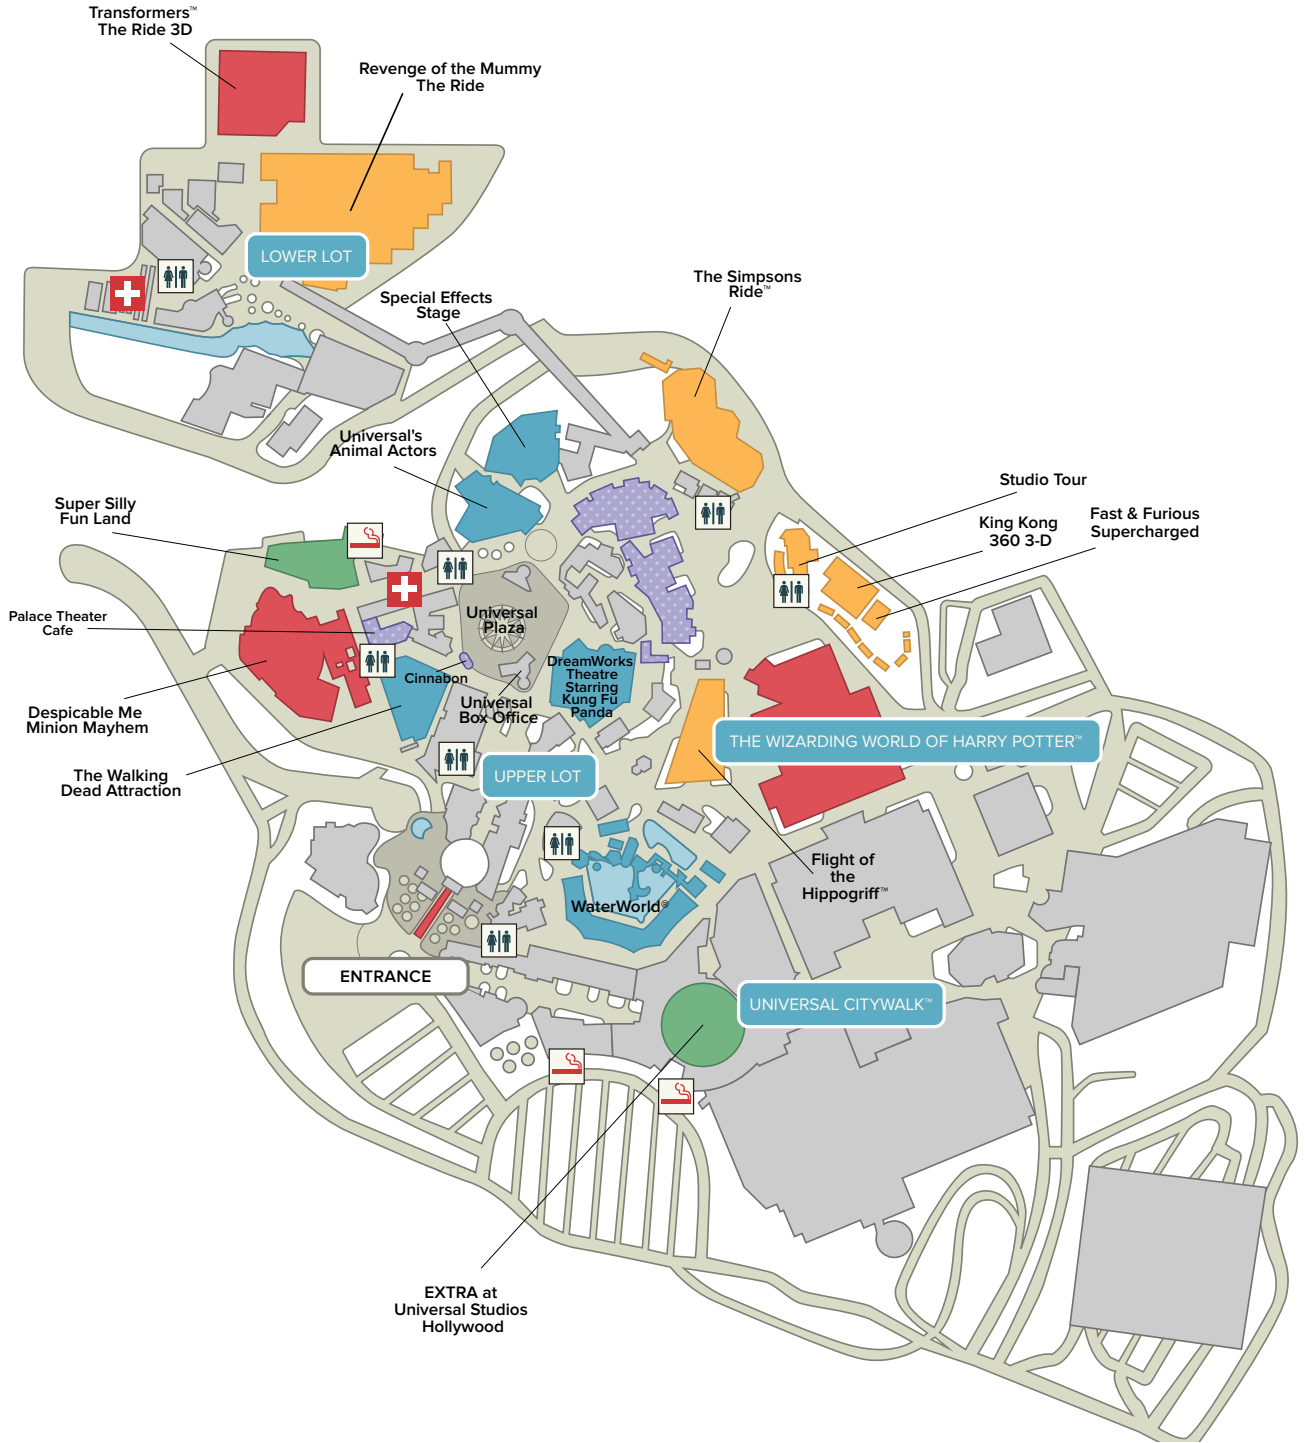 Transformers™
The Ride 3D
Revenge of the Mummy
The Ride
LOWER LOT
Special Effects
Stage
The Simpsons
Ride™
Universal's
Animal Actors
Studio Tour
Super Silly
Fun Land
King Kong
360 3-D
Fast & Furious
Supercharged
Universal
Plaza
Palace Theater
Cafe
DreamWorks
Theatre
Starring
Kung Fu
Panda
Cinnabon
Universal
Box Office
Despicable Me
Minion Mayhem
THE WIZARDING WORLD OF HARRY POTTER™
The Walking
Dead Attraction
UPPER LOT
Flight of
the
Hippogriff™
WaterWorld®
ENTRANCE
UNIVERSAL CITYWALK™
EXTRA at
Universal Studios
Hollywood